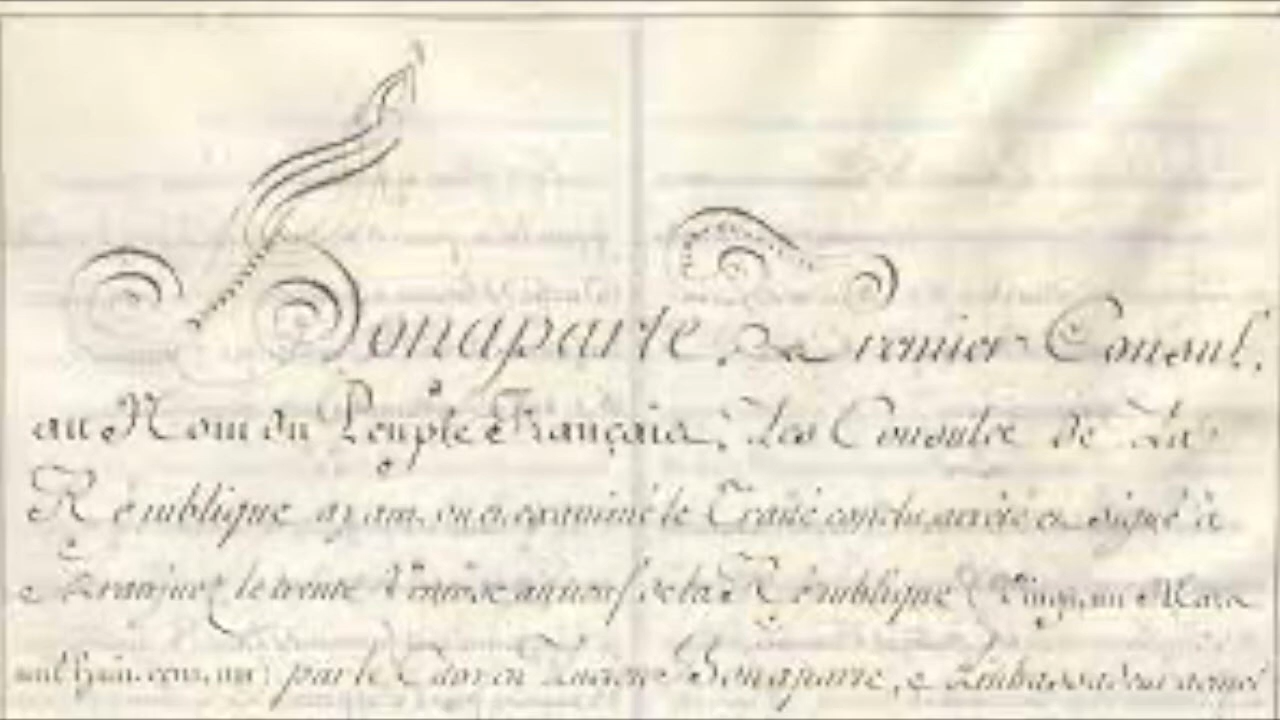 Bonaparte, Premier Consul,
au Nom du Peuple Français, Les Consuls de La
République ayant vu et examiné le Traité conclu, arrêté et signé à
Aranjuez le trente Ventôse an neuf de la République (Vingt un Mars
mil huit cent un) par le Citoyen Lucien Bonaparte, Ambassadeur